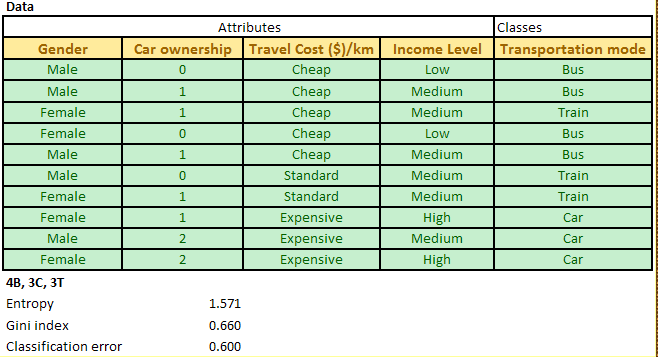 Data
Attributes Classes
Gender Car ownership Travel Cost ($)/km Income Level Transportation mode
Male 0 Cheap Low Bus
Male 1 Cheap Medium Bus
Female 1 Cheap Medium Train
Female 0 Cheap Low Bus
Male 1 Cheap Medium Bus
Male 0 Standard Medium Train
Female 1 Standard Medium Train
Female 1 Expensive High Car
Male 2 Expensive Medium Car
Female 2 Expensive High Car
4B, 3C, 3T
Entropy 1.571
Gini index 0.660
Classification error 0.600